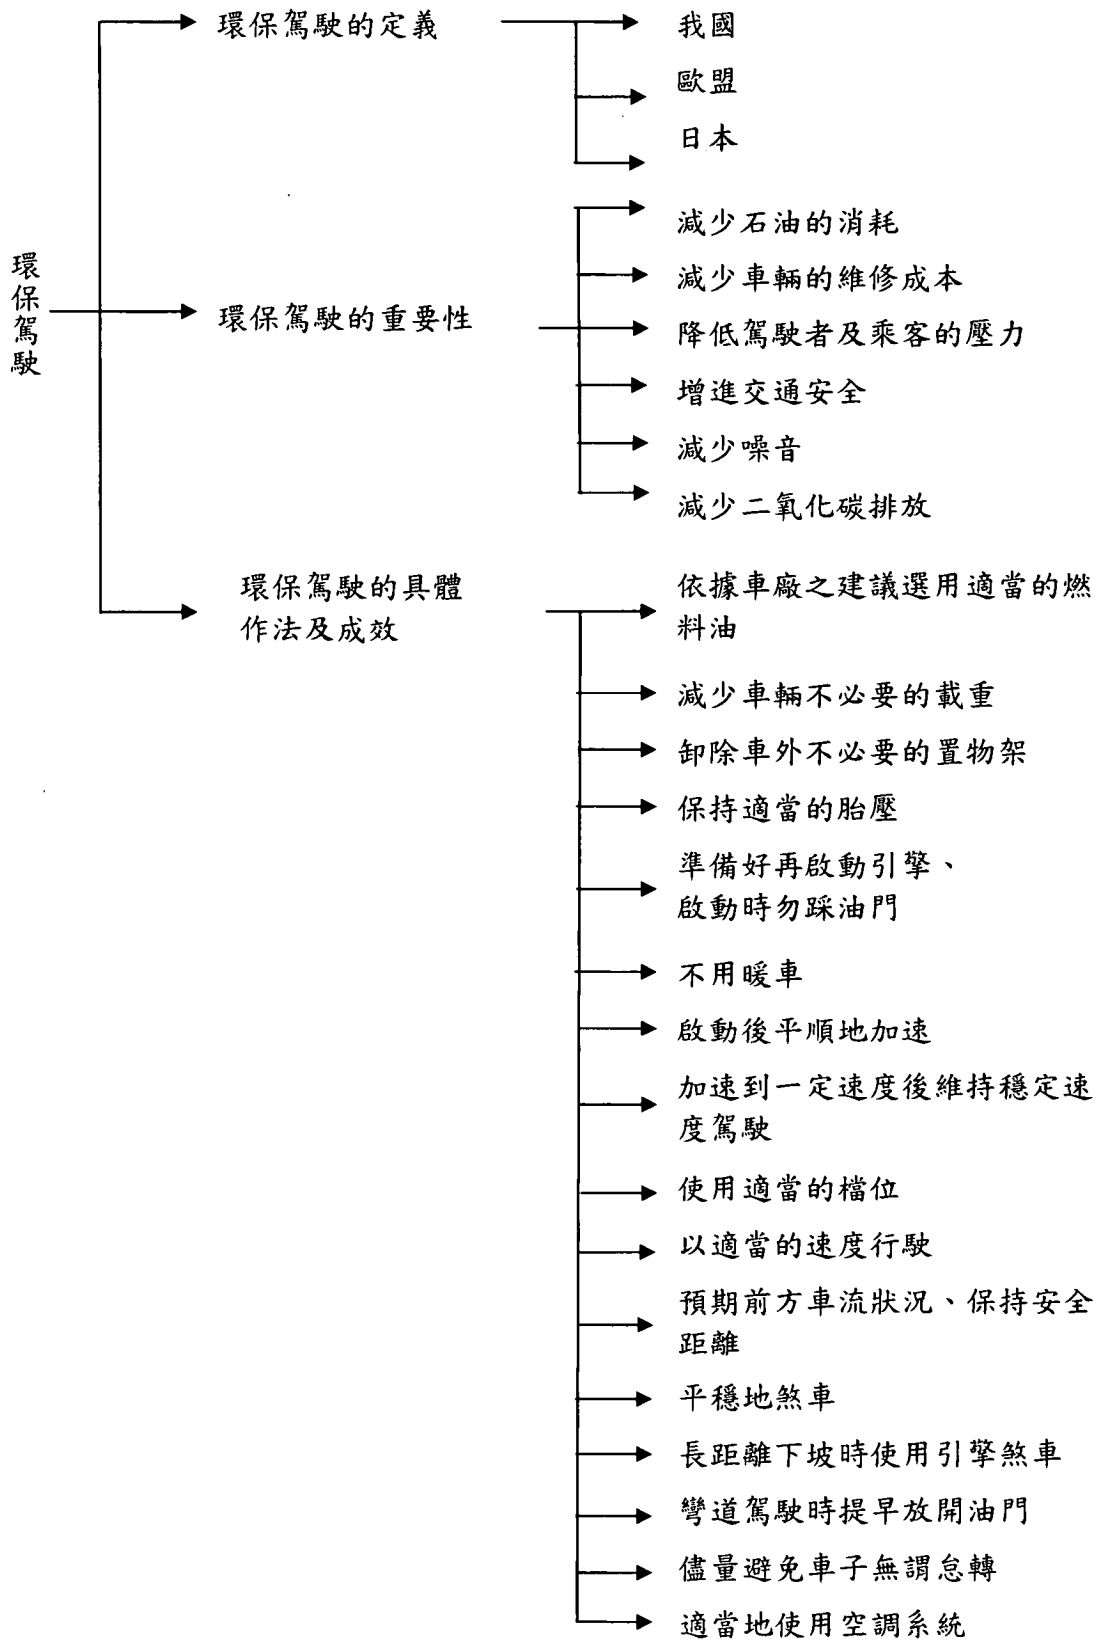 環保駕駛
環保駕駛的定義
我國
歐盟
日本
環保駕駛的重要性
減少石油的消耗
減少車輛的維修成本
降低駕駛者及乘客的壓力
增進交通安全
減少噪音
減少二氧化碳排放
環保駕駛的具體
作法及成效
依據車廠之建議選用適當的燃
料油
減少車輛不必要的載重
卸除車外不必要的置物架
保持適當的胎壓
準備好再啟動引擎、
啟動時勿踩油門
不用暖車
啟動後平順地加速
加速到一定速度後維持穩定速
度駕駛
使用適當的檔位
以適當的速度行駛
預期前方車流狀況、保持安全
距離
平穩地煞車
長距離下坡時使用引擎煞車
彎道駕駛時提早放開油門
儘量避免車子無謂怠轉
適當地使用空調系統